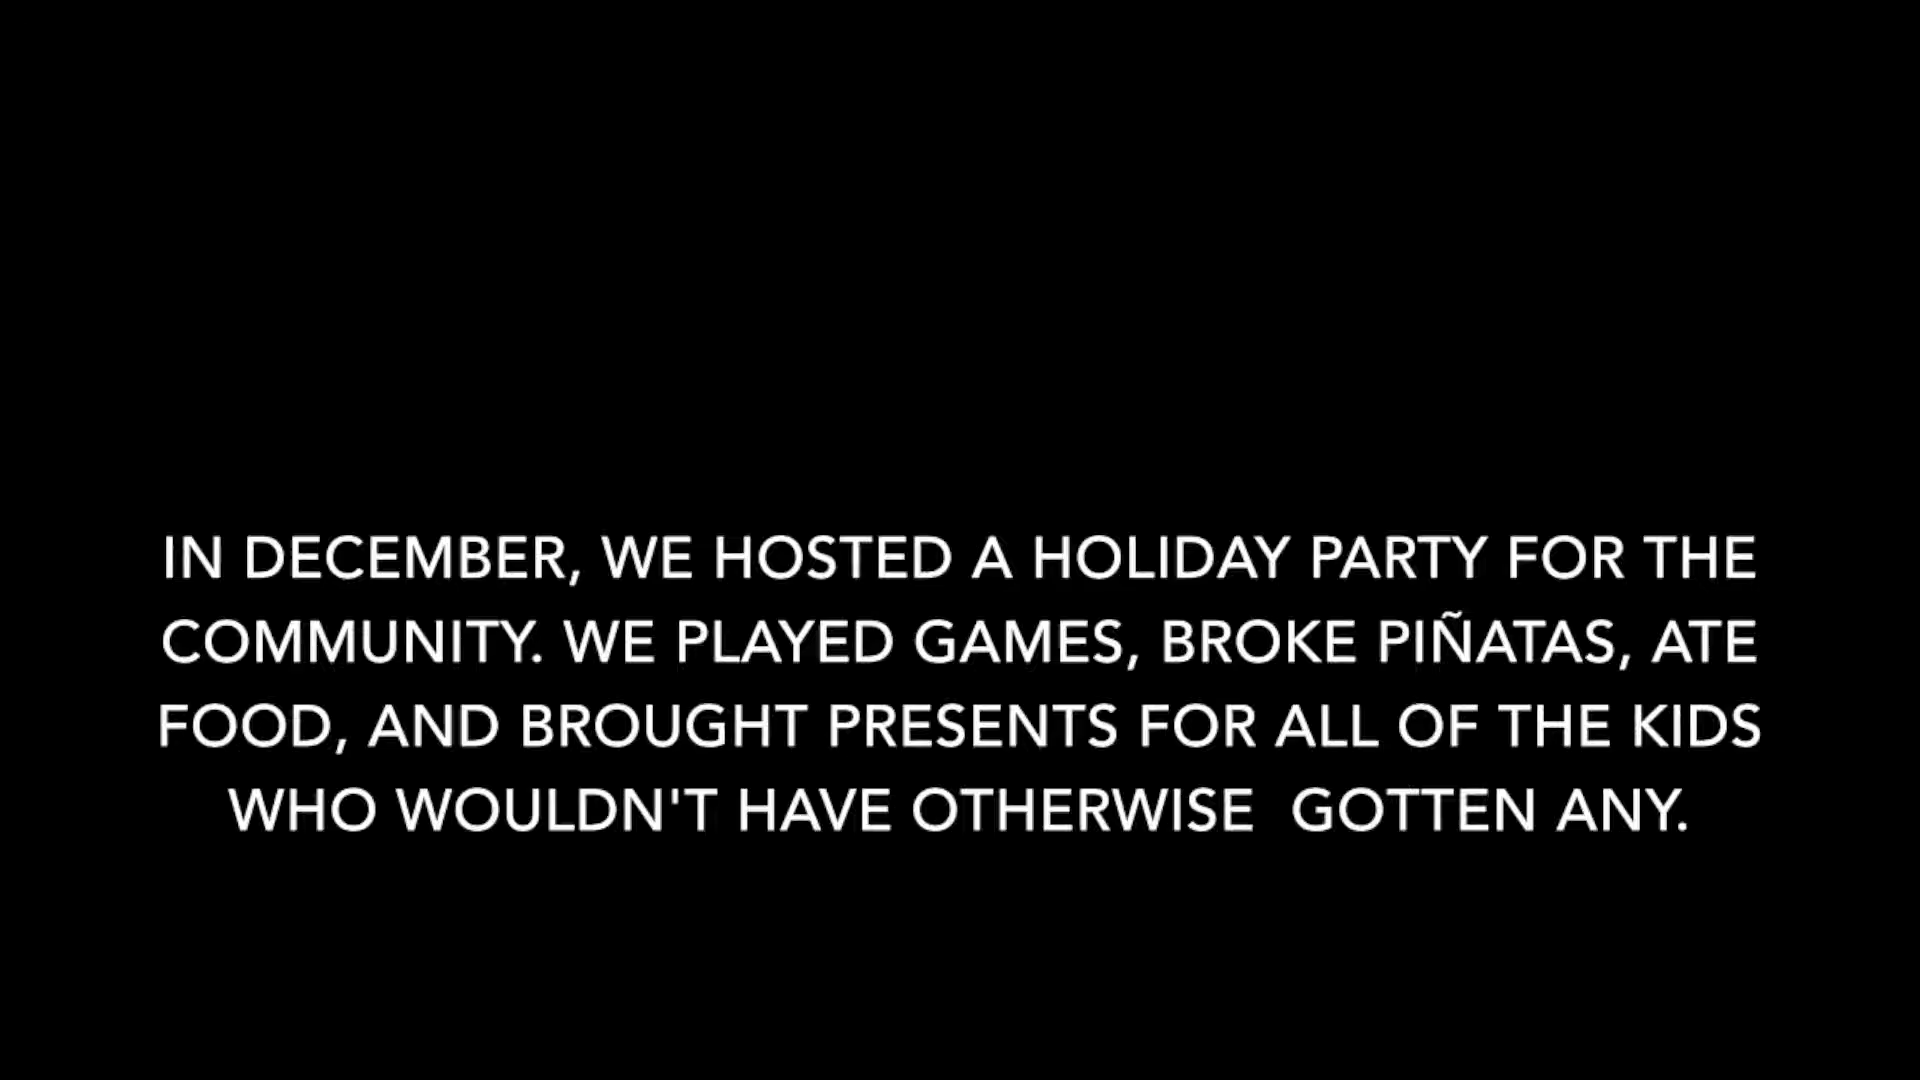 IN DECEMBER, WE HOSTED A HOLIDAY PARTY FOR THE
COMMUNITY. WE PLAYED GAMES, BROKE PIÑATAS, ATE
FOOD, AND BROUGHT PRESENTS FOR ALL OF THE KIDS
WHO WOULDN'T HAVE OTHERWISE  GOTTEN ANY.